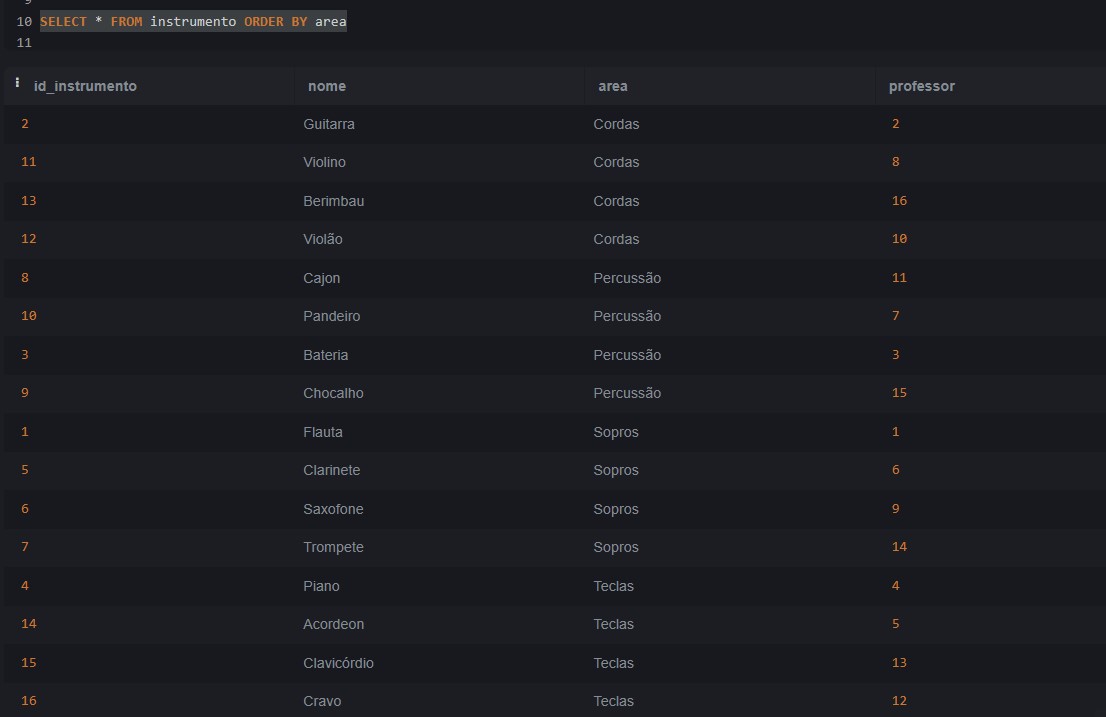 10 SELECT * FROM instrumento ORDER BY area
11
id_instrumento nome area professor
2 Guitarra Cordas 2
11 Violino Cordas 8
13 Berimbau Cordas 16
12 Violão Cordas 10
8 Cajon Percussão 11
10 Pandeiro Percussão 7
3 Bateria Percussão 3
9 Chocalho Percussão 15
1 Flauta Sopros 1
5 Clarinete Sopros 6
6 Saxofone Sopros 9
7 Trompete Sopros 14
4 Piano Teclas 4
14 Acordeon Teclas 5
15 Clavicórdio Teclas 13
16 Cravo Teclas 12